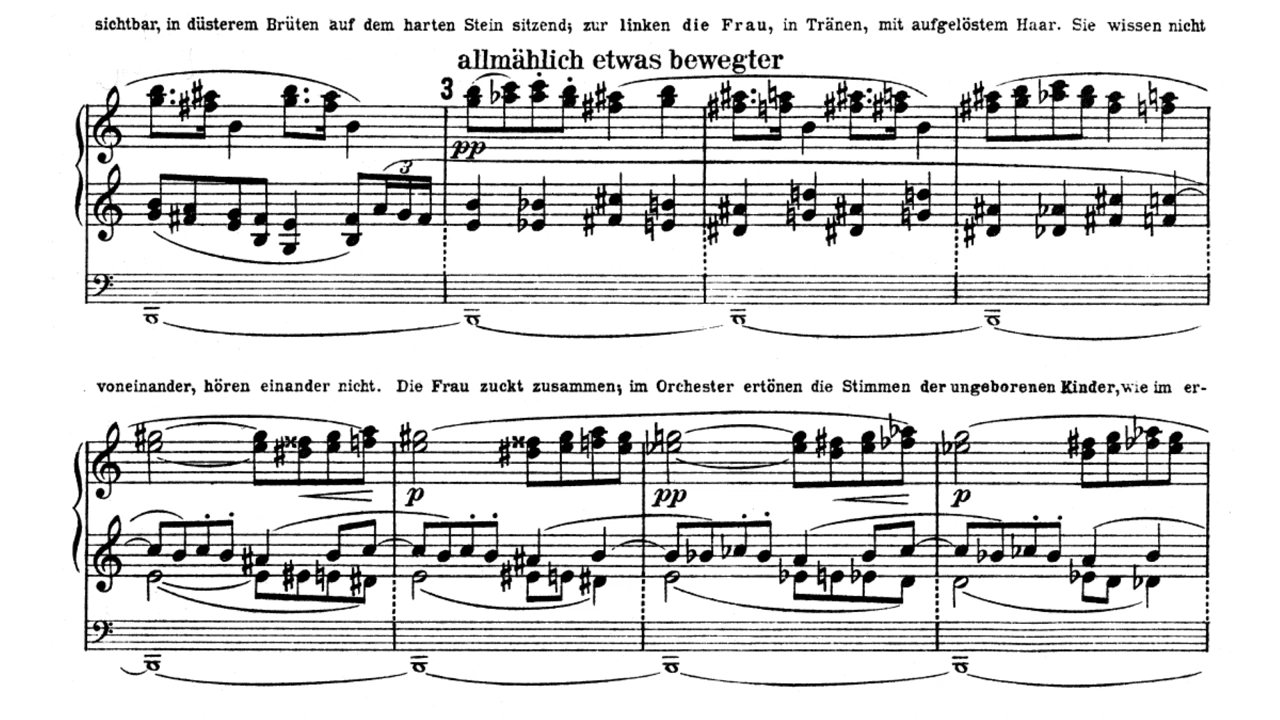 sichtbar, in düsterem Brüten auf dem harten Stein sitzend; zur linken die Frau, in Tränen, mit aufgelöstem Haar. Sie wissen nicht
allmählich etwas bewegter
3
pp
3
voneinander, hören einander nicht. Die Frau zuckt zusammen; im Orchester ertönen die Stimmen der ungeborenen Kinder, wie im er-
p pp p